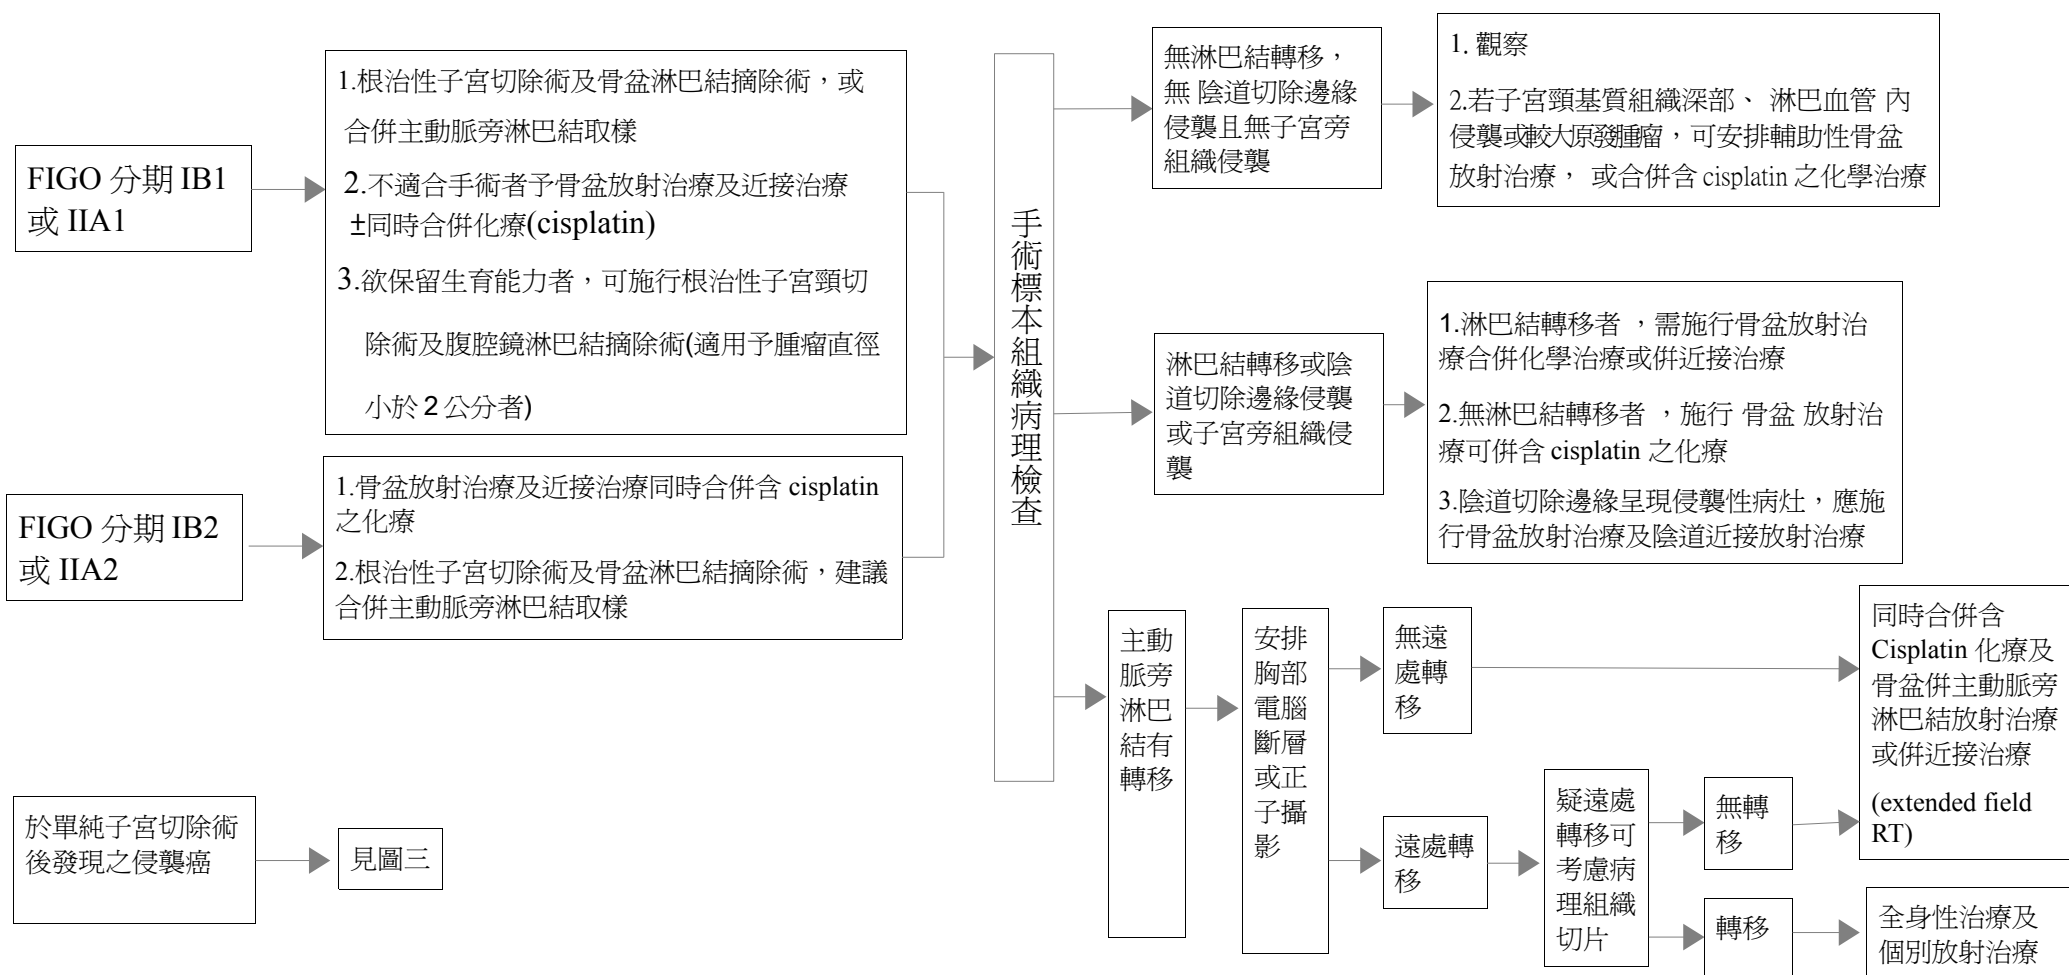 FIGO 分期 IB1
或 IIA1
1.根治性子宮切除術及骨盆淋巴結摘除術，或
合併主動脈旁淋巴結取樣
2.不適合手術者予骨盆放射治療及近接治療
±同時合併化療(cisplatin)
3.欲保留生育能力者，可施行根治性子宮頸切
除術及腹腔鏡淋巴結摘除術(適用予腫瘤直徑
小於 2 公分者)
FIGO 分期 IB2
或 IIA2
1.骨盆放射治療及近接治療同時合併含 cisplatin
之化療
2.根治性子宮切除術及骨盆淋巴結摘除術，建議
合併主動脈旁淋巴結取樣
於單純子宮切除術
後發現之侵襲癌
見圖三
手術標本組織病理檢查
無淋巴結轉移，
無 陰道切除邊緣
侵襲且無子宮旁
組織侵襲
1. 觀察
2.若子宮頸基質組織深部、 淋巴血管 內
侵襲或較大原發腫瘤，可安排輔助性骨盆
放射治療， 或合併含 cisplatin 之化學治療
淋巴結轉移或陰
道切除邊緣侵襲
或子宮旁組織侵
襲
1.淋巴結轉移者 ，需施行骨盆放射治
療合併化學治療或併近接治療
2.無淋巴結轉移者 ，施行 骨盆 放射治
療可併含 cisplatin 之化療
3.陰道切除邊緣呈現侵襲性病灶，應施
行骨盆放射治療及陰道近接放射治療
主動
脈旁
淋巴
結有
轉移
安排
胸部
電腦
斷層
或正
子攝
影
無遠
處轉
移
遠處轉
移
疑遠處
轉移可
考慮病
理組織
切片
無轉
移
轉移
同時合併含
Cisplatin 化療及
骨盆併主動脈旁
淋巴結放射治療
或併近接治療
(extended field
RT)
全身性治療及
個別放射治療